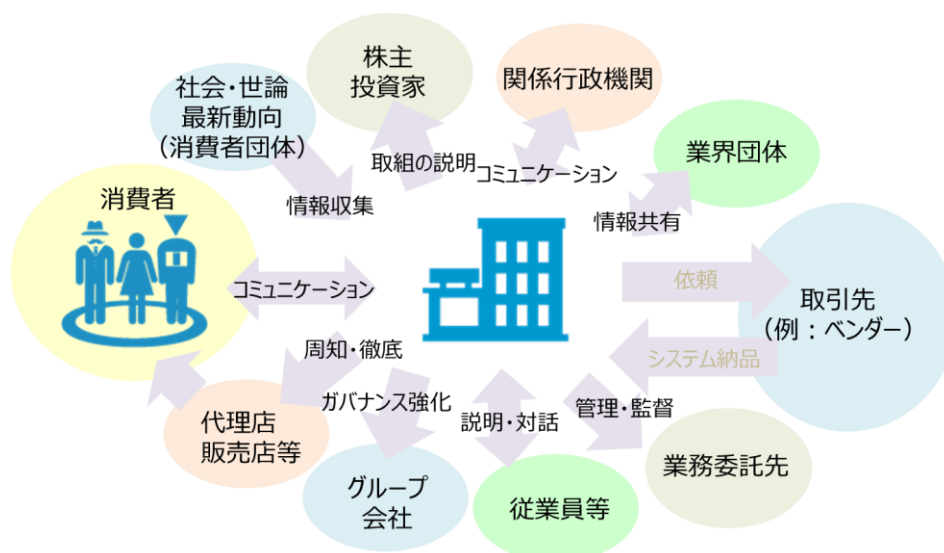 株主
投資家
関係行政機関
社会・世論
最新動向
（消費者団体）
業界団体
取組の説明
コミュニケーション
消費者
情報収集
情報共有
依頼
コミュニケーション
取引先
（例：ベンダー）
周知・徹底
システム納品
ガバナンス強化
説明・対話
管理・監督
代理店
販売店等
業務委託先
グループ
会社
従業員等